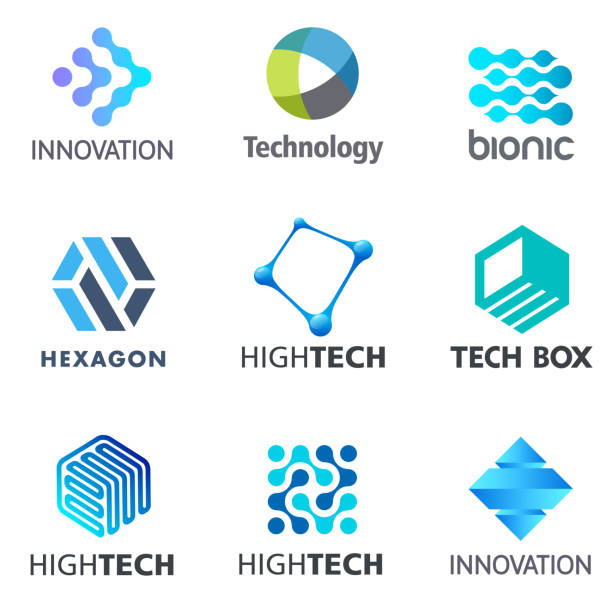 INNOVATION
Technology
bionic
HEXAGON
HIGHTECH
TECH BOX
HIGHTECH
HIGHTECH
INNOVATION